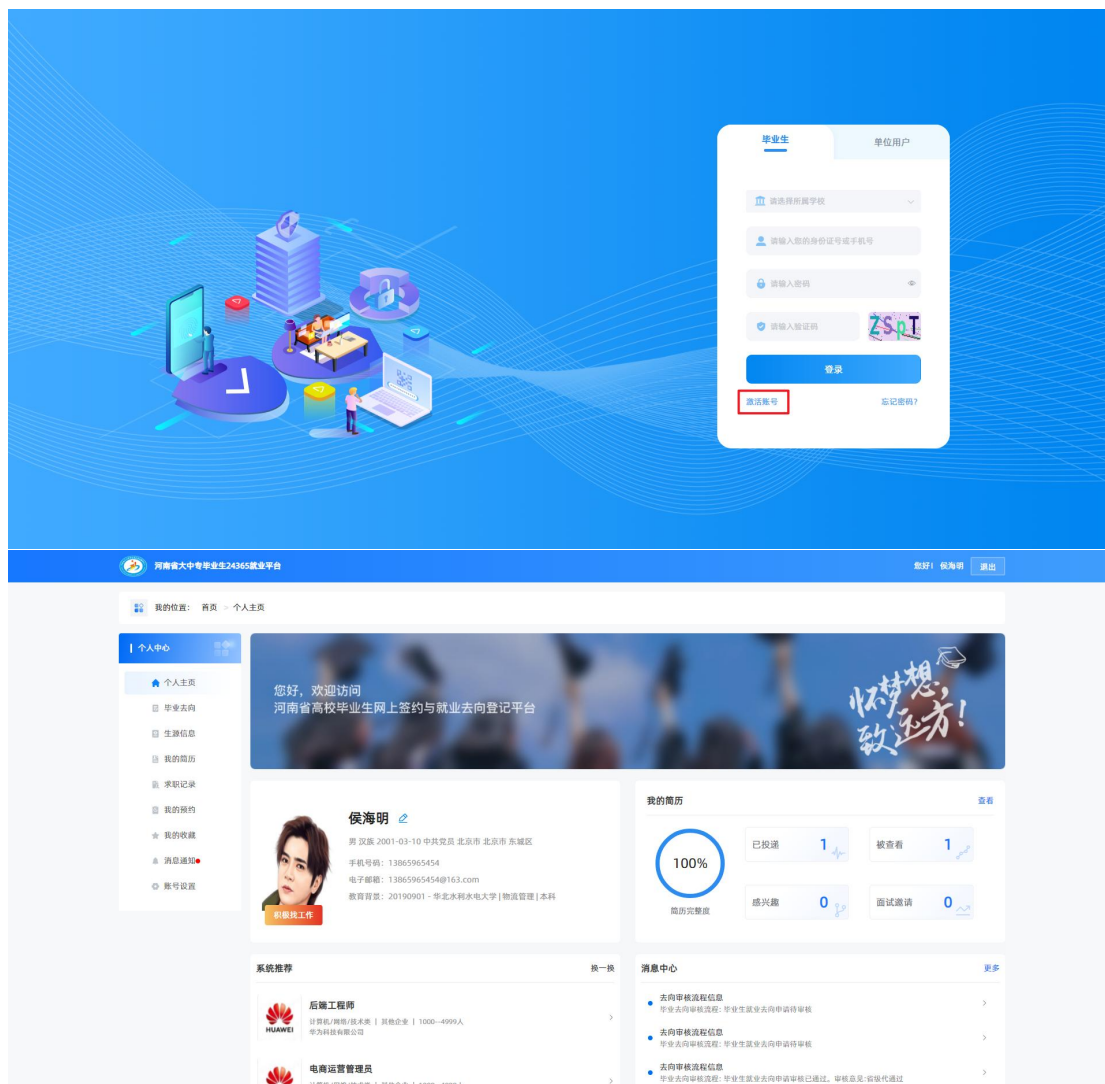 毕业生
单位用户
请选择所属学校
请输入您的身份证号或手机号
请输入密码
请输入验证码
ZSpT
登录
激活账号
忘记密码?
河南省大中专毕业生24365就业平台
您好! 侯海明 退出
我的位置: 首页 > 个人主页
个人中心
个人主页
毕业去向
生源信息
我的简历
求职记录
我的预约
我的收藏
消息通知
账号设置
您好,欢迎访问
河南省高校毕业生网上签约与就业去向登记平台
怀梦想,
致远方!
侯海明
男 汉族 2001-03-10 中共党员 北京市 北京市 东城区
手机号码: 13865965454
电子邮箱: 13865965454@163.com
教育背景: 20190901 - 华北水利水电大学|物流管理|本科
积极找工作
我的简历 查看
100%
简历完整度
已投递 1
被查看 1
感兴趣 0
面试邀请 0
系统推荐 换一换
HUAWEI
后端工程师
计算机/网络/技术类 | 其他企业 | 1000--4999人
华为科技有限公司
电商运营管理员
消息中心 更多
去向审核流程信息
毕业去向审核流程: 毕业生就业去向申请待审核
去向审核流程信息
毕业去向审核流程: 毕业生就业去向申请待审核
去向审核流程信息
毕业去向审核流程: 毕业生就业去向申请审核已通过。审核意见:省级代通过